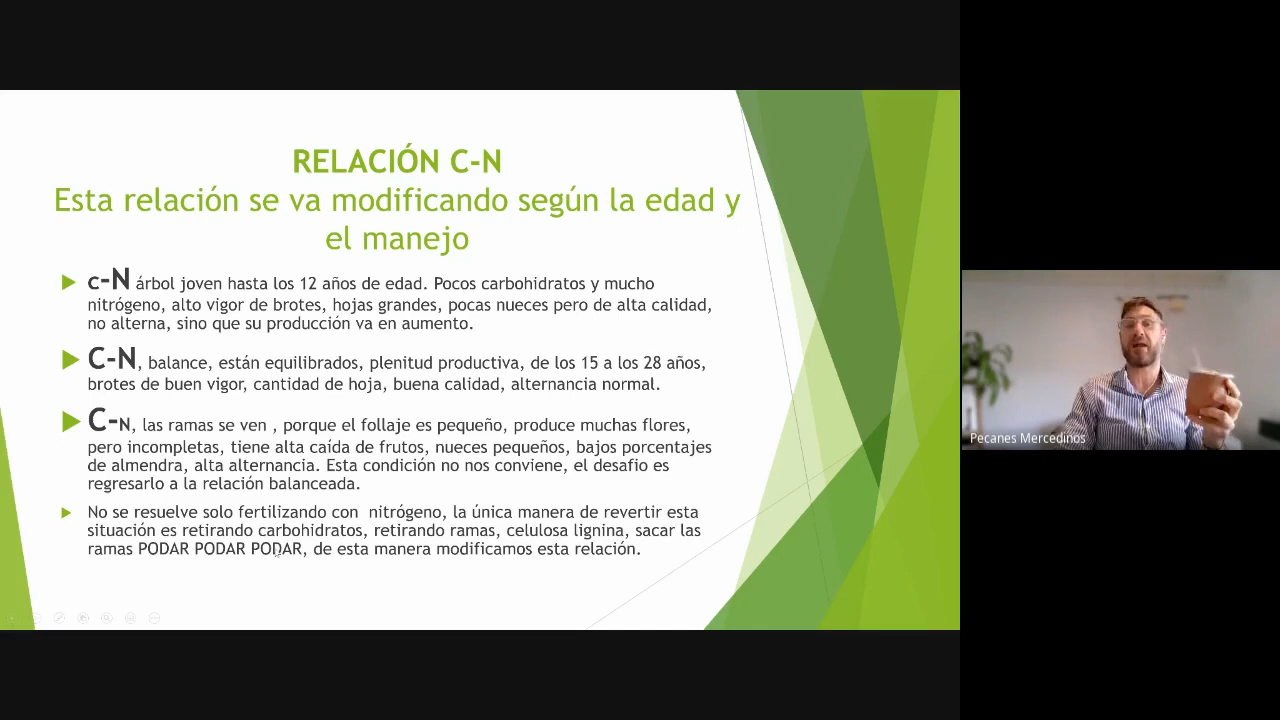 RELACIÓN C-N
Esta relación se va modificando según la edad y
el manejo
c-N árbol joven hasta los 12 años de edad. Pocos carbohidratos y mucho
nitrógeno, alto vigor de brotes, hojas grandes, pocas nueces pero de alta calidad,
no alterna, sino que su producción va en aumento.
C-N, balance, están equilibrados, plenitud productiva, de los 15 a los 28 años,
brotes de buen vigor, cantidad de hoja, buena calidad, alternancia normal.
C-N, las ramas se ven , porque el follaje es pequeño, produce muchas flores,
pero incompletas, tiene alta caída de frutos, nueces pequeños, bajos porcentajes
de almendra, alta alternancia. Esta condición no nos conviene, el desafio es
regresarlo a la relación balanceada.
No se resuelve solo fertilizando con nitrógeno, la única manera de revertir esta
situación es retirando carbohidratos, retirando ramas, celulosa lignina, sacar las
ramas PODAR PODAR PODAR, de esta manera modificamos esta relación.
Pecanes Mercedinos